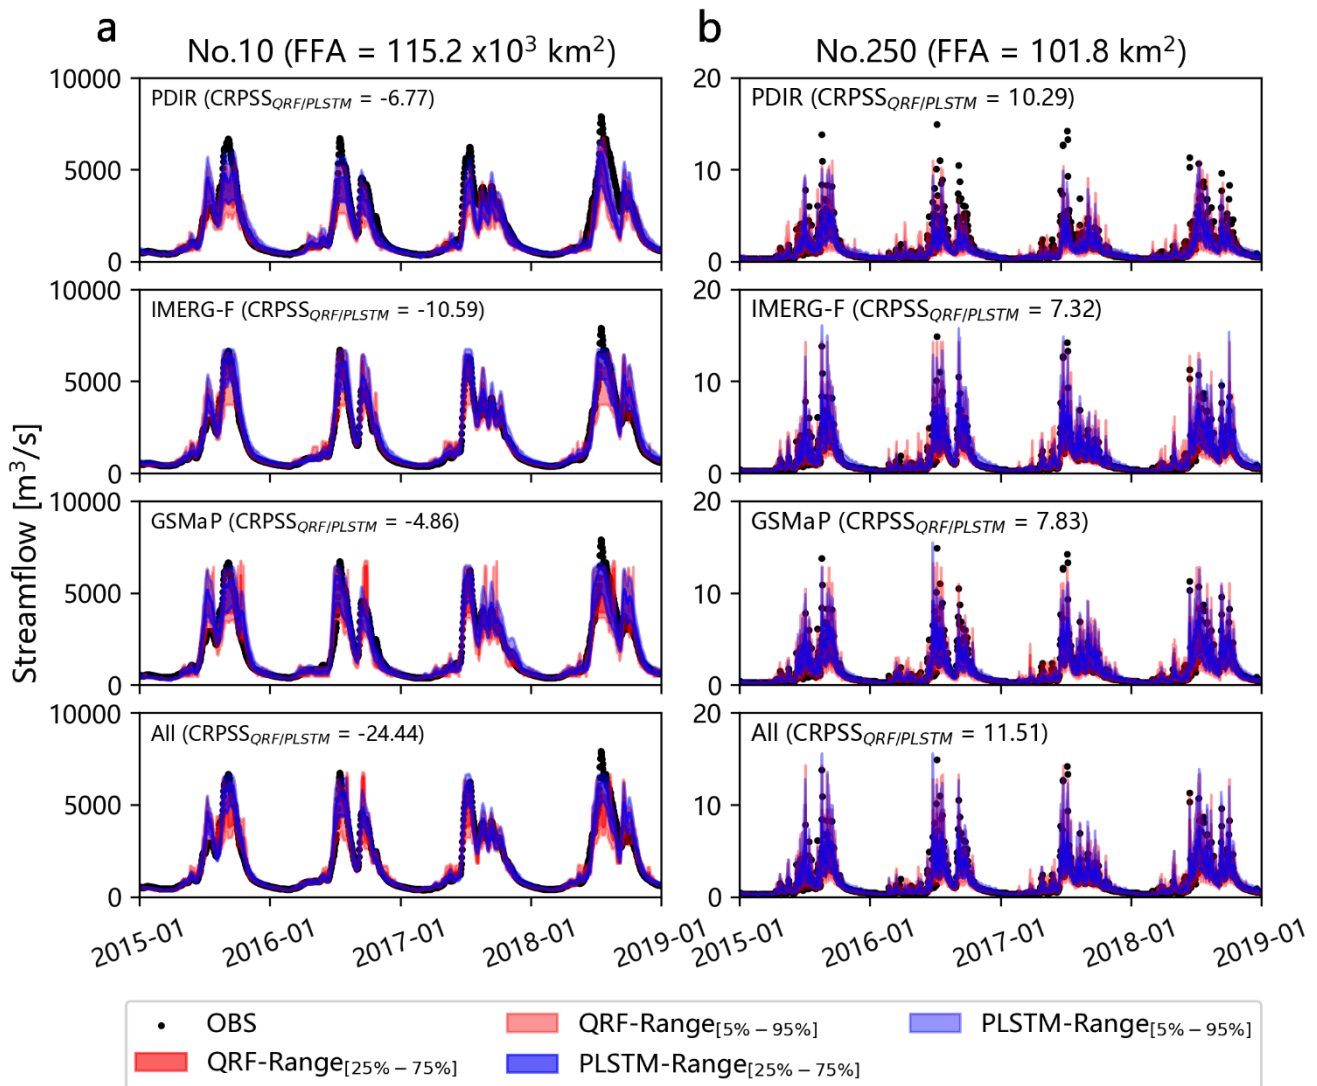 a
No.10 (FFA = 115.2 x10³ km²)
b
No.250 (FFA = 101.8 km²)
Streamflow [m³/s]
10000
5000
0
PDIR (CRPSS_QRF/PLSTM = -6.77)
20
10
0
PDIR (CRPSS_QRF/PLSTM = 10.29)
10000
5000
0
IMERG-F (CRPSS_QRF/PLSTM = -10.59)
20
10
0
IMERG-F (CRPSS_QRF/PLSTM = 7.32)
10000
5000
0
GSMaP (CRPSS_QRF/PLSTM = -4.86)
20
10
0
GSMaP (CRPSS_QRF/PLSTM = 7.83)
10000
5000
0
All (CRPSS_QRF/PLSTM = -24.44)
20
10
0
All (CRPSS_QRF/PLSTM = 11.51)
2015-01 2016-01 2017-01 2018-01 2019-01
2015-01 2016-01 2017-01 2018-01 2019-01
OBS
QRF-Range[5% − 95%]
PLSTM-Range[5% − 95%]
QRF-Range[25% − 75%]
PLSTM-Range[25% − 75%]